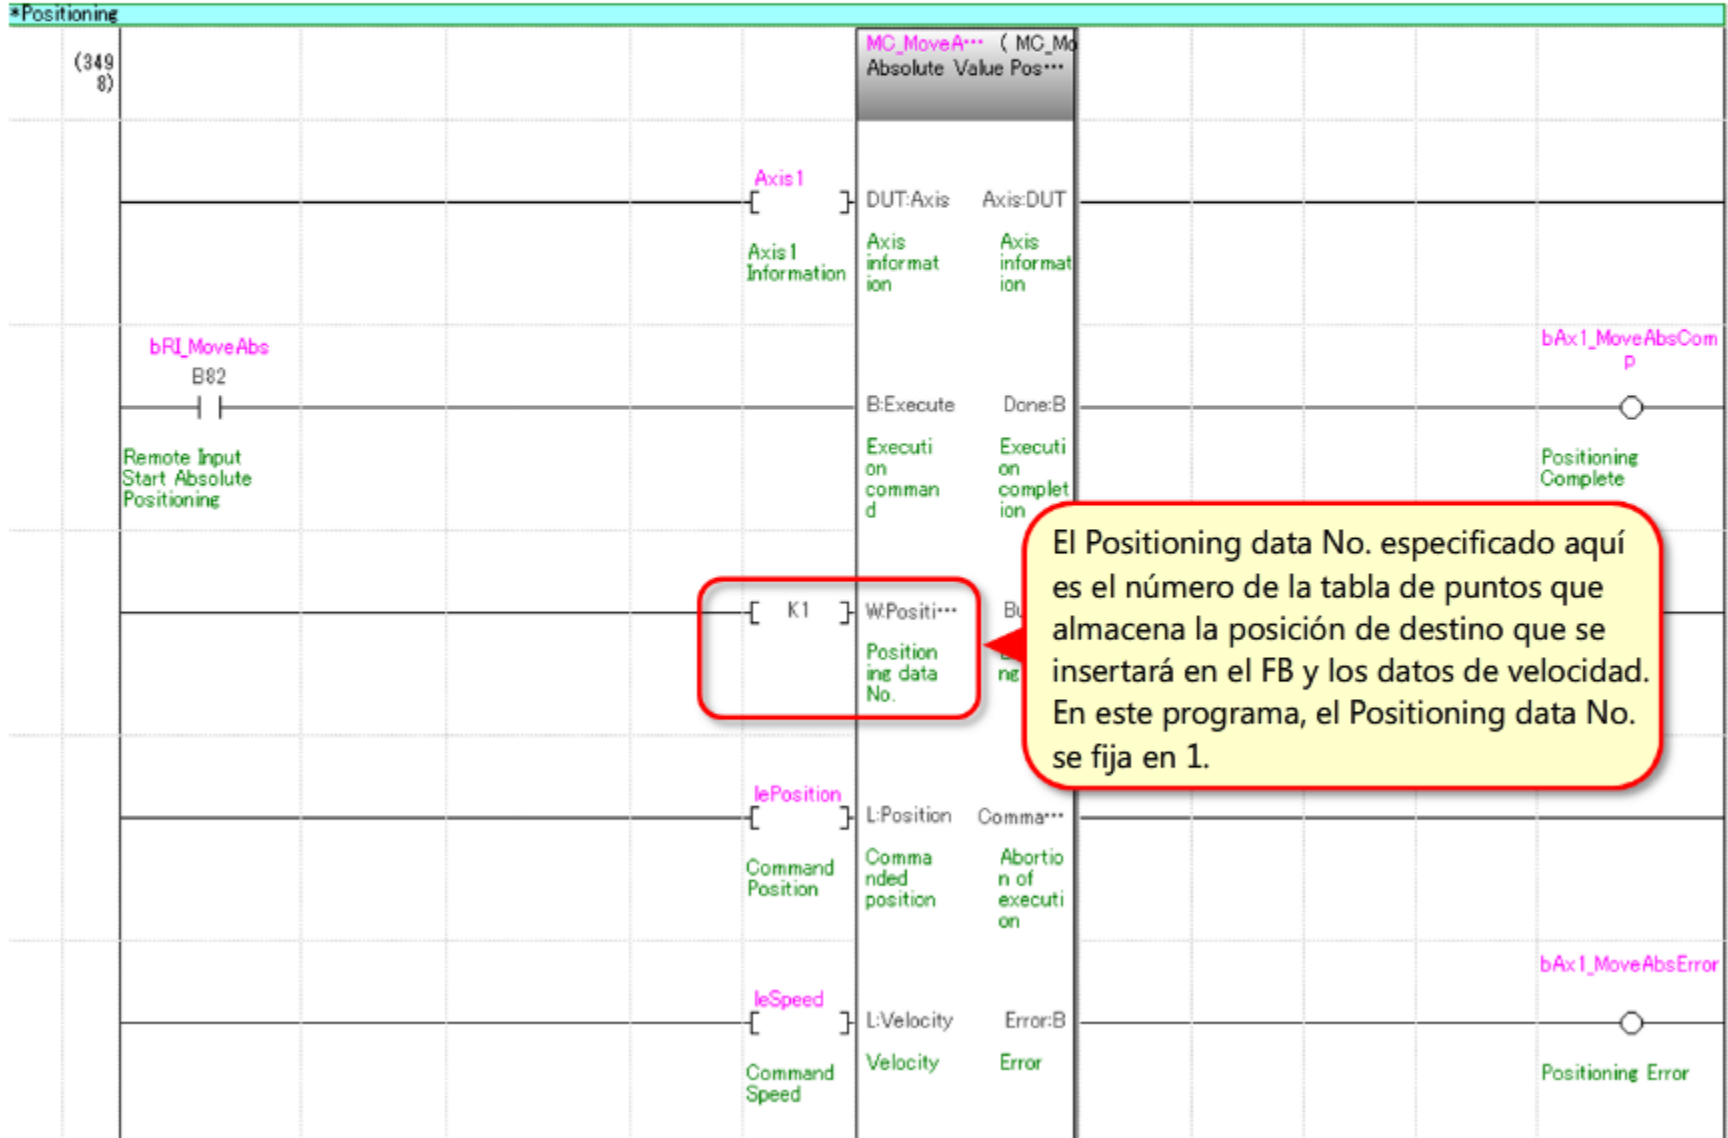 *Positioning
(349
8)
MC_MoveA… ( MC_Mo
Absolute Value Pos…
Axis1
DUT:Axis Axis:DUT
Axis1
Information
Axis
informat
ion
Axis
informat
ion
bRI_MoveAbs
B82
bAx1_MoveAbsCom
p
B:Execute Done:B
Remote Input
Start Absolute
Positioning
Executi
on
comman
d
Executi
on
complet
ion
Positioning
Complete
K1 W:Positi…
Position
ing data
No.
El Positioning data No. especificado aquí
es el número de la tabla de puntos que
almacena la posición de destino que se
insertará en el FB y los datos de velocidad.
En este programa, el Positioning data No.
se fija en 1.
lePosition
L:Position Comma…
Command
Position
Comma
nded
position
Abortio
n of
executi
on
leSpeed
bAx1_MoveAbsError
L:Velocity Error:B
Command
Speed
Velocity
Error
Positioning Error